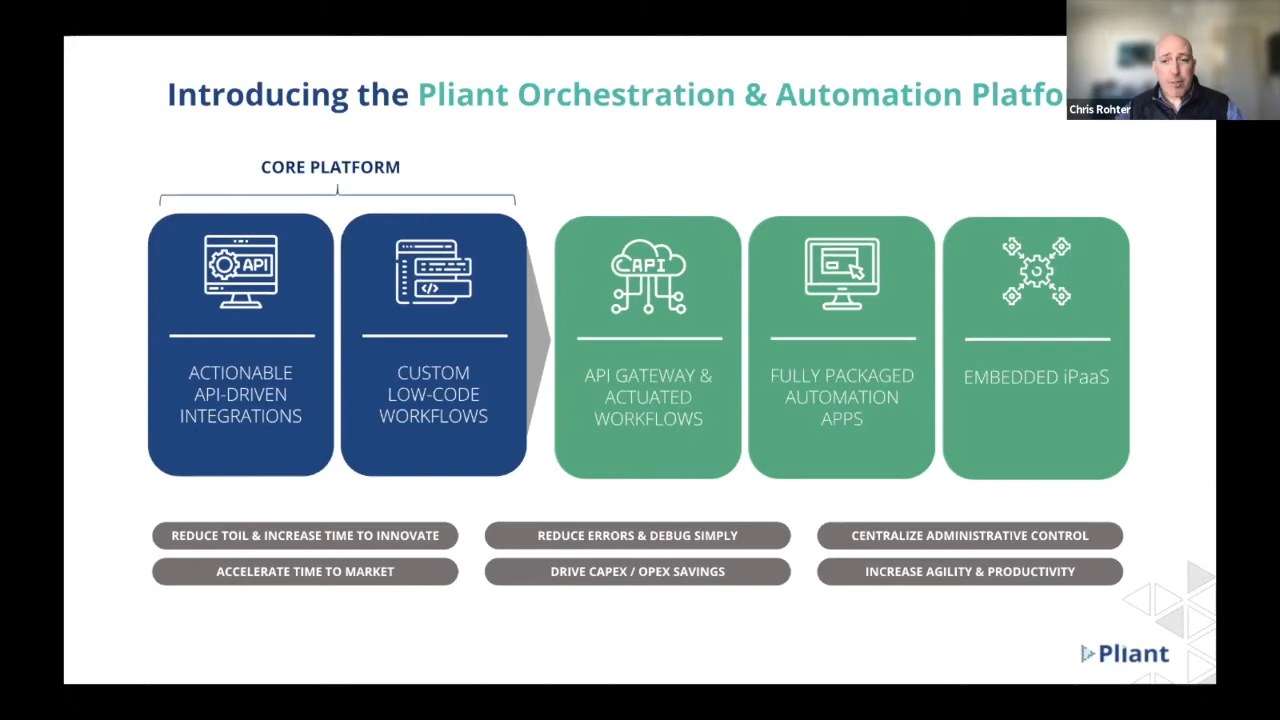 Introducing the Pliant Orchestration & Automation Platfo
Chris Rohter
CORE PLATFORM
API
API
ACTIONABLE
API-DRIVEN
INTEGRATIONS
</>
CUSTOM
LOW-CODE
WORKFLOWS
API GATEWAY &
ACTUATED
WORKFLOWS
FULLY PACKAGED
AUTOMATION
APPS
EMBEDDED iPaaS
REDUCE TOIL & INCREASE TIME TO INNOVATE
REDUCE ERRORS & DEBUG SIMPLY
CENTRALIZE ADMINISTRATIVE CONTROL
ACCELERATE TIME TO MARKET
DRIVE CAPEX / OPEX SAVINGS
INCREASE AGILITY & PRODUCTIVITY
Pliant